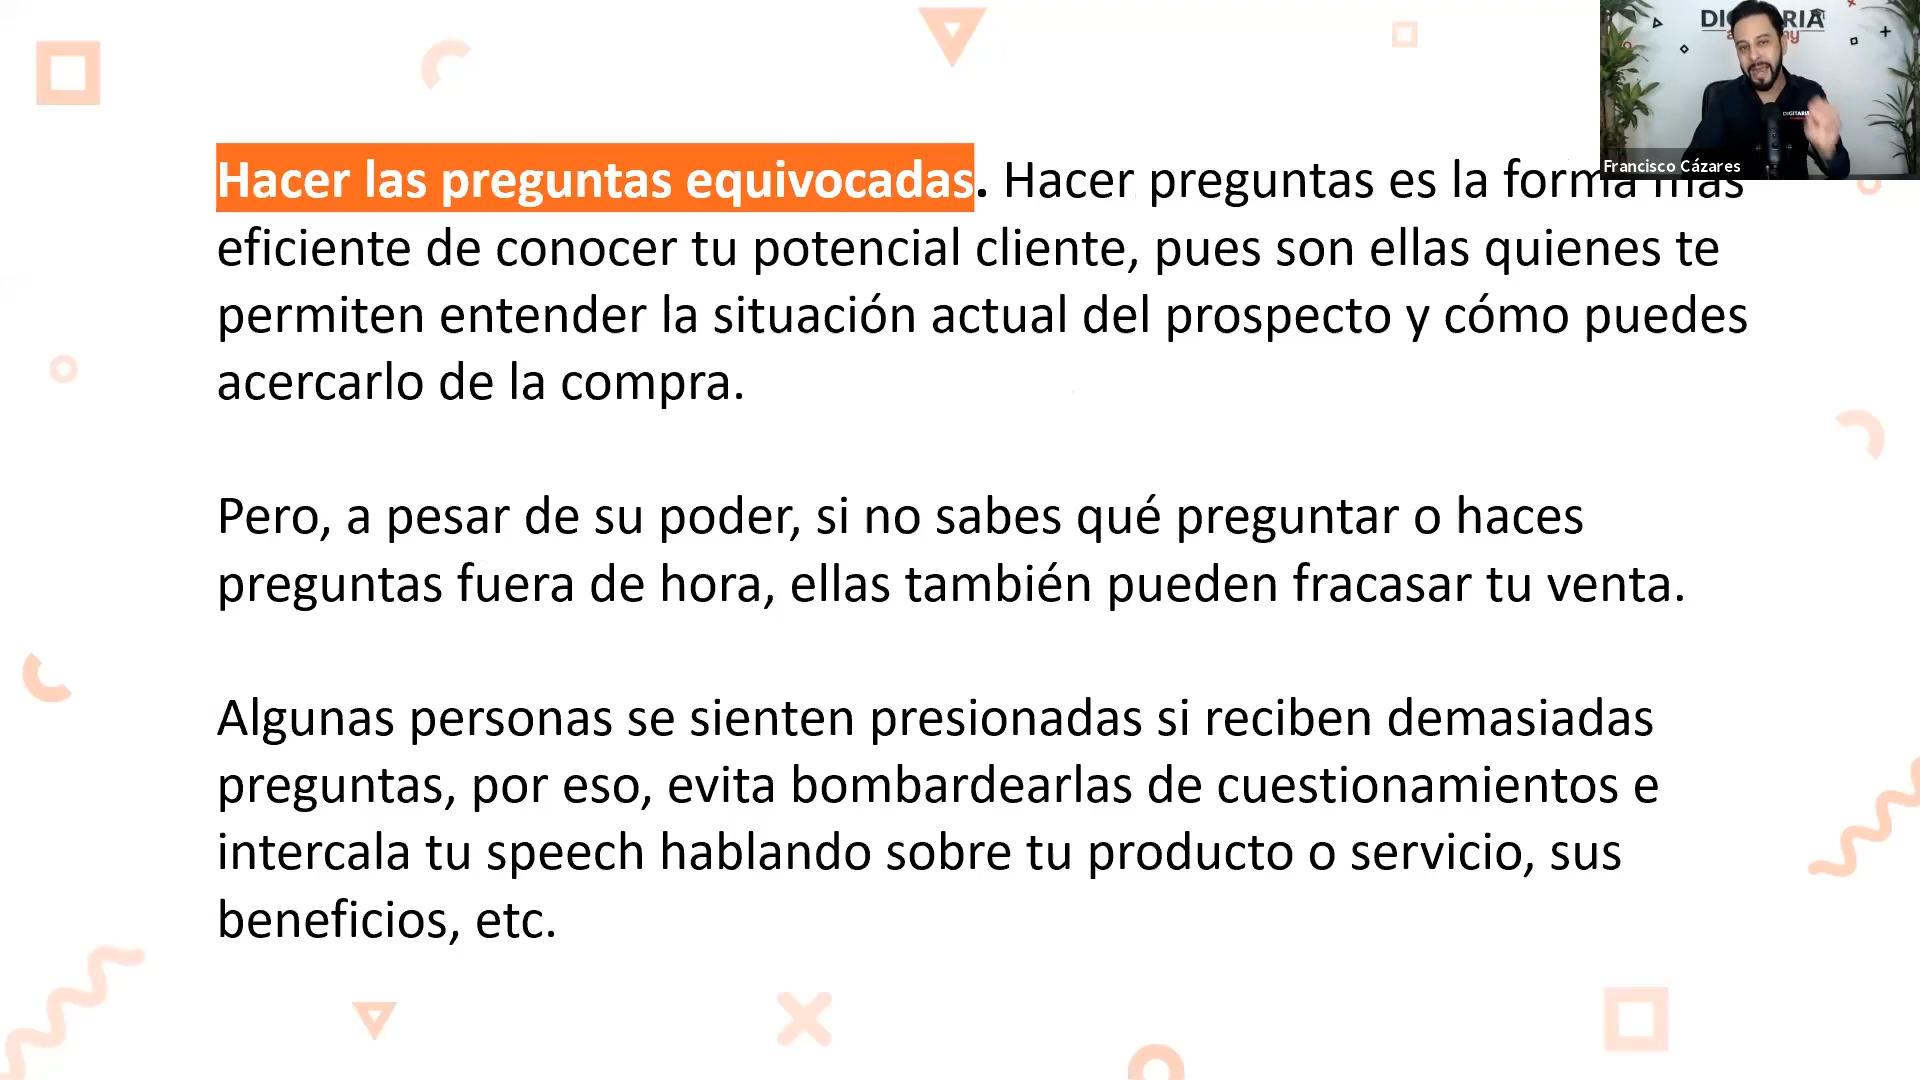 Hacer las preguntas equivocadas. Hacer preguntas es la forma más
eficiente de conocer tu potencial cliente, pues son ellas quienes te
permiten entender la situación actual del prospecto y cómo puedes
acercarlo de la compra.
Pero, a pesar de su poder, si no sabes qué preguntar o haces
preguntas fuera de hora, ellas también pueden fracasar tu venta.
Algunas personas se sienten presionadas si reciben demasiadas
preguntas, por eso, evita bombardearlas de cuestionamientos e
intercala tu speech hablando sobre tu producto o servicio, sus
beneficios, etc.
Francisco Cázares
DIGITARIA